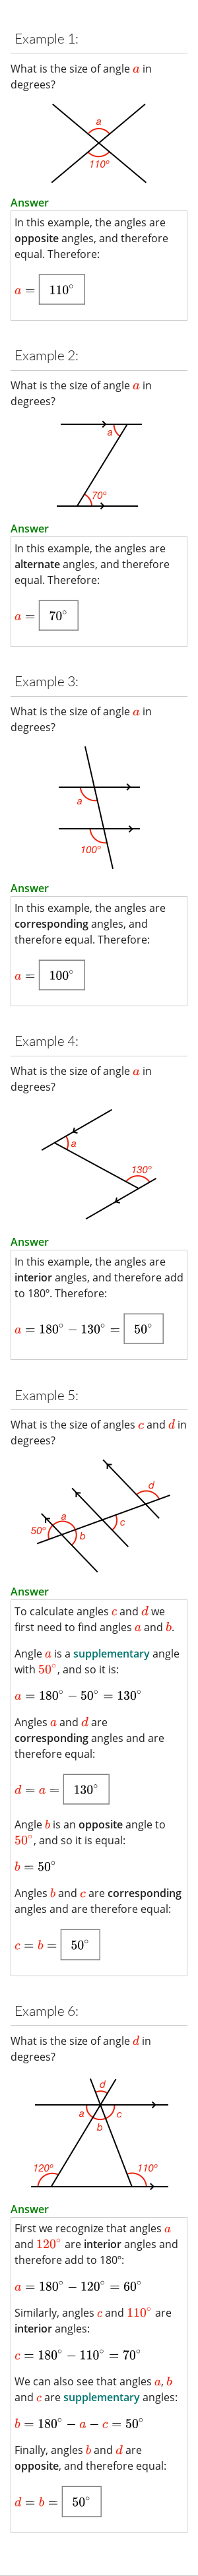 Example 1:
What is the size of angle a in
degrees?
a
110º
Answer
In this example, the angles are
opposite angles, and therefore
equal. Therefore:
a = 110°
Example 2:
What is the size of angle a in
degrees?
a
70º
Answer
In this example, the angles are
alternate angles, and therefore
equal. Therefore:
a = 70°
Example 3:
What is the size of angle a in
degrees?
a
100º
Answer
In this example, the angles are
corresponding angles, and
therefore equal. Therefore:
a = 100°
Example 4:
What is the size of angle a in
degrees?
a
130º
Answer
In this example, the angles are
interior angles, and therefore add
to 180º. Therefore:
a = 180° − 130° = 50°
Example 5:
What is the size of angles c and d in
degrees?
d
a
c
50º
b
Answer
To calculate angles c and d we
first need to find angles a and b.
Angle a is a supplementary angle
with 50°, and so it is:
a = 180° − 50° = 130°
Angles a and d are
corresponding angles and are
therefore equal:
d = a = 130°
Angle b is an opposite angle to
50°, and so it is equal:
b = 50°
Angles b and c are corresponding
angles and are therefore equal:
c = b = 50°
Example 6:
What is the size of angle d in
degrees?
d
a
c
b
120º
110º
Answer
First we recognize that angles a
and 120° are interior angles and
therefore add to 180º:
a = 180° − 120° = 60°
Similarly, angles c and 110° are
interior angles:
c = 180° − 110° = 70°
We can also see that angles a, b
and c are supplementary angles:
b = 180° − a − c = 50°
Finally, angles b and d are
opposite, and therefore equal:
d = b = 50°